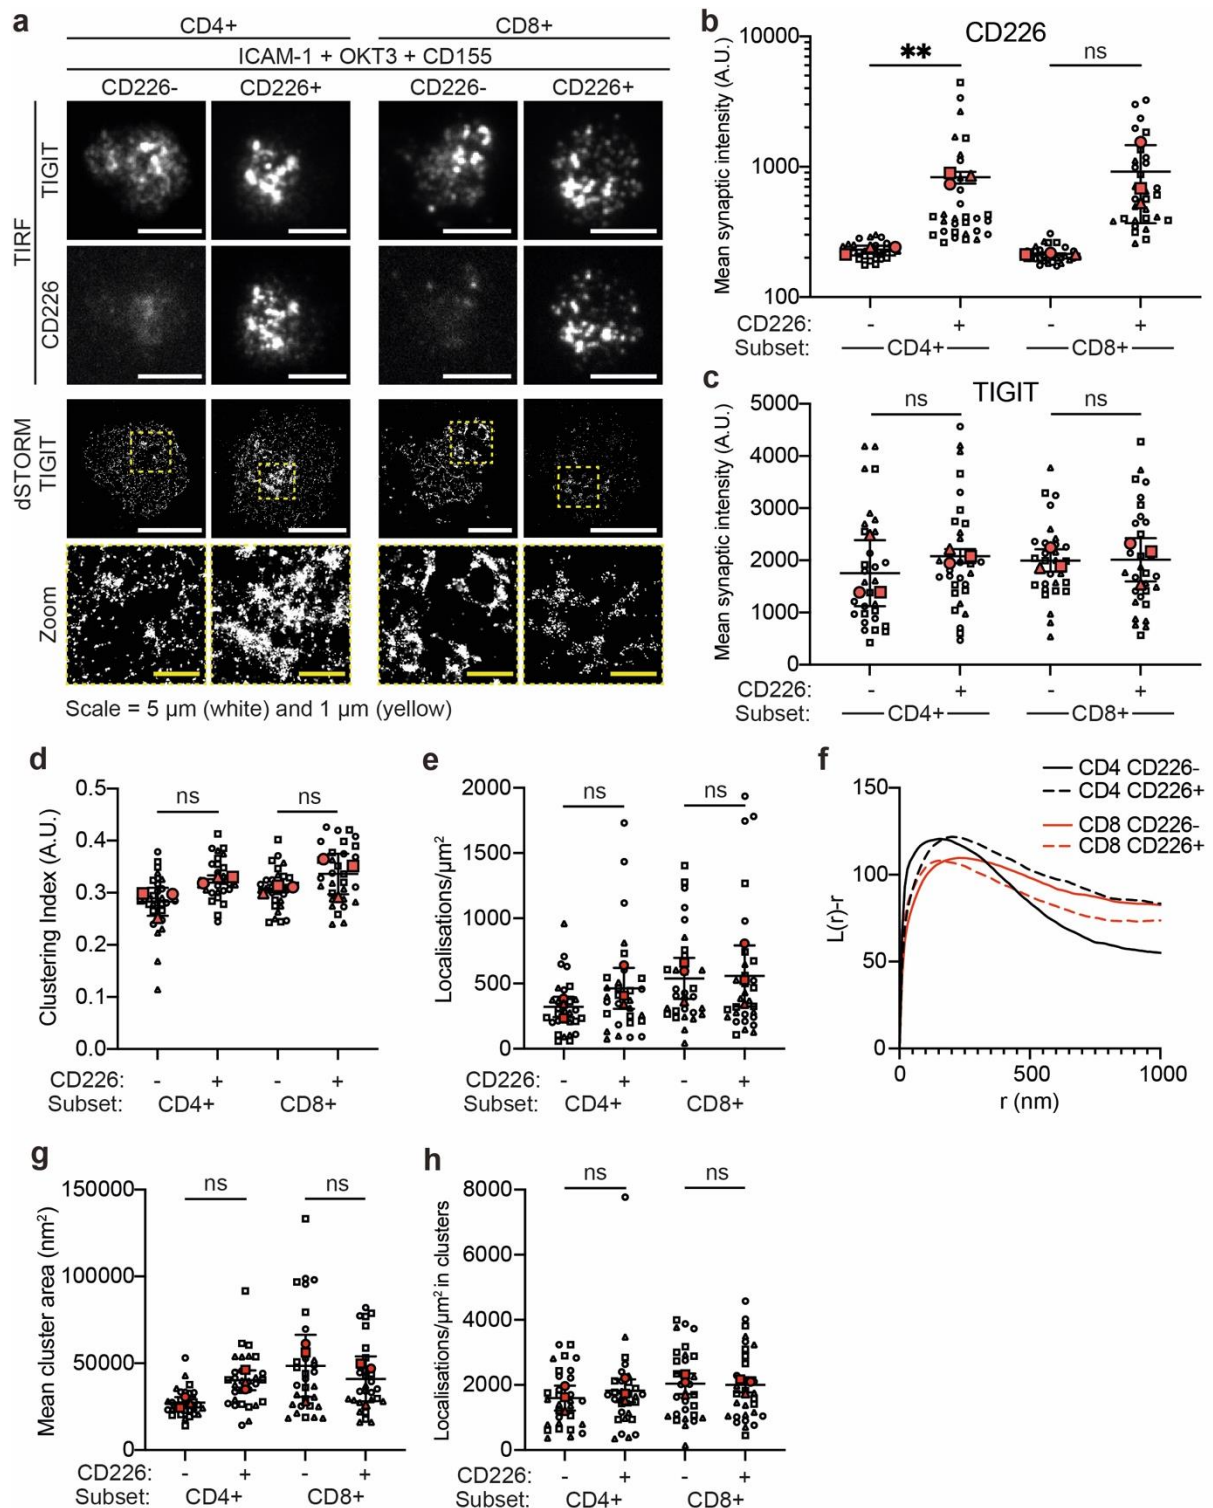 a
CD4+ CD8+
ICAM-1 + OKT3 + CD155
CD226- CD226+ CD226- CD226+
TIRF
TIGIT
CD226
dSTORM
TIGIT
Zoom
Scale = 5 µm (white) and 1 µm (yellow)
b
CD226
Mean synaptic intensity (A.U.)
10000
1000
100
** ns
CD226: - + - +
Subset: CD4+ CD8+
c
TIGIT
Mean synaptic intensity (A.U.)
5000
4000
3000
2000
1000
0
ns ns
CD226: - + - +
Subset: CD4+ CD8+
d
Clustering Index (A.U.)
0.5
0.4
0.3
0.2
0.1
0.0
ns ns
CD226: - + - +
Subset: CD4+ CD8+
e
Localisations/µm²
2000
1500
1000
500
0
ns ns
CD226: - + - +
Subset: CD4+ CD8+
f
CD4 CD226-
CD4 CD226+
CD8 CD226-
CD8 CD226+
L(r)-r
150
100
50
0
0 500 1000
r (nm)
g
Mean cluster area (nm²)
150000
100000
50000
0
ns ns
CD226: - + - +
Subset: CD4+ CD8+
h
Localisations/µm² in clusters
8000
6000
4000
2000
0
ns ns
CD226: - + - +
Subset: CD4+ CD8+